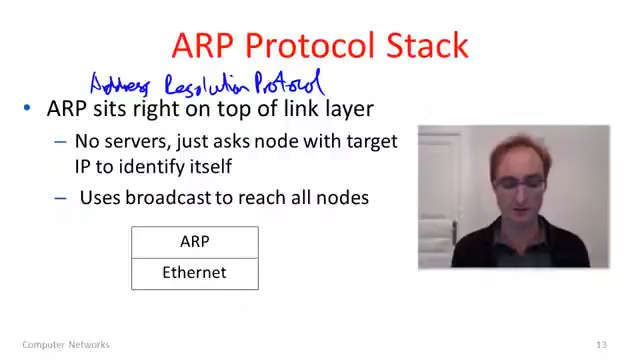 ARP Protocol Stack
Address Resolution Protocol
• ARP sits right on top of link layer
– No servers, just asks node with target
IP to identify itself
– Uses broadcast to reach all nodes
ARP
Ethernet
Computer Networks
13